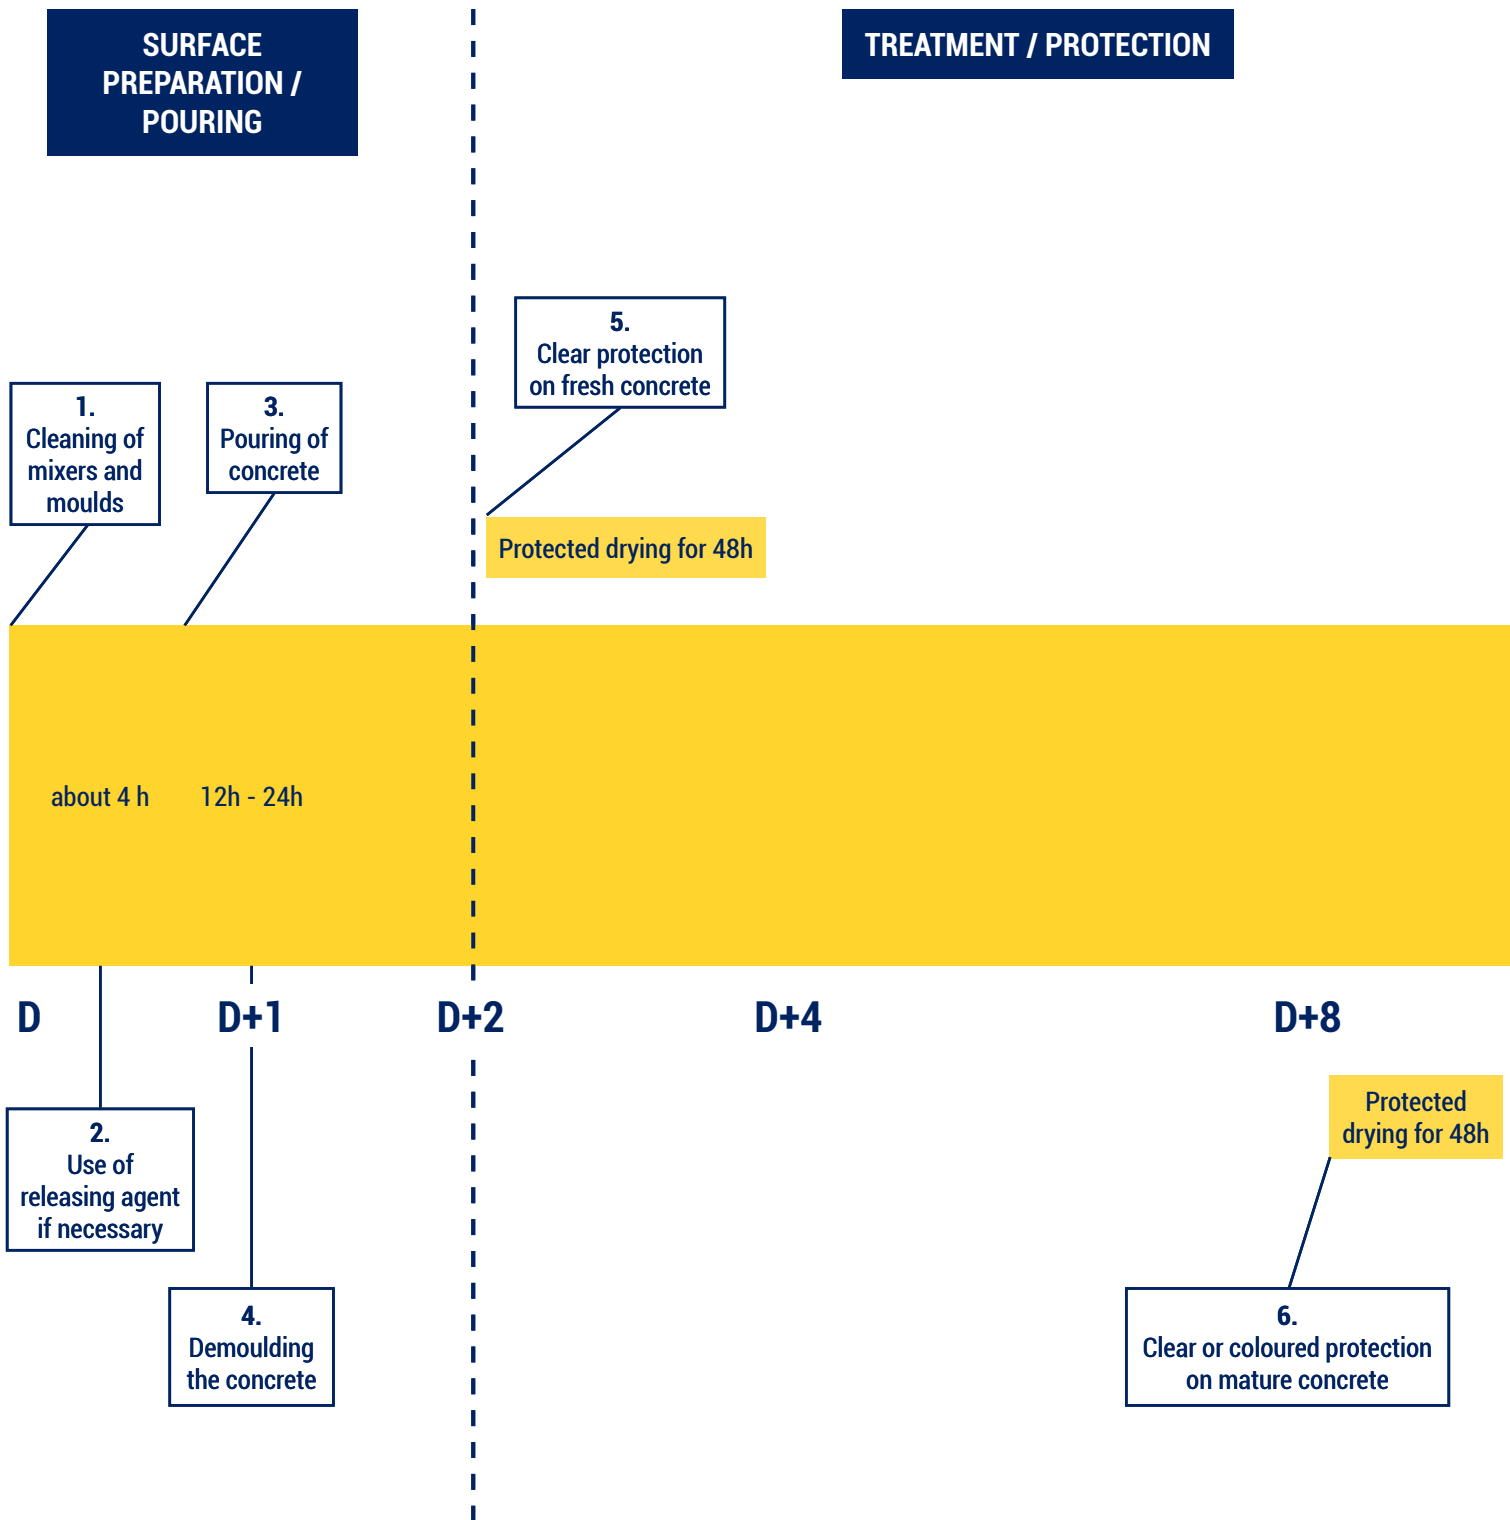 SURFACE
PREPARATION /
POURING
TREATMENT / PROTECTION
5.
Clear protection
on fresh concrete
1.
Cleaning of
mixers and
moulds
3.
Pouring of
concrete
Protected drying for 48h
about 4 h
12h - 24h
D
D+1
D+2
D+4
D+8
Protected
drying for 48h
2.
Use of
releasing agent
if necessary
4.
Demoulding
the concrete
6.
Clear or coloured protection
on mature concrete